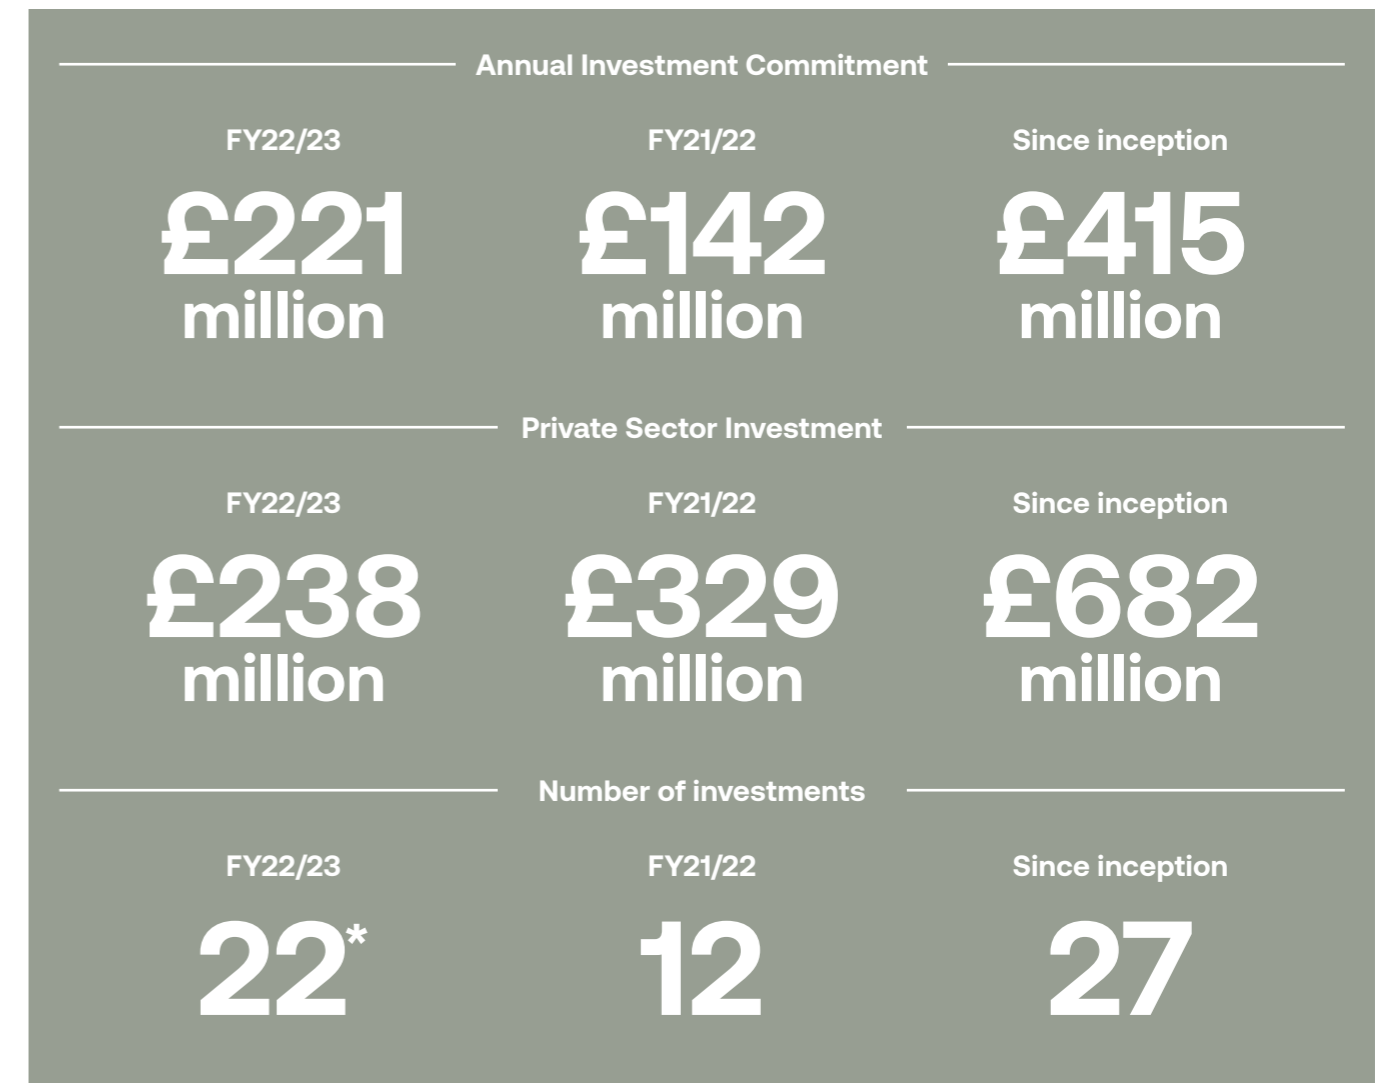 Annual Investment Commitment
FY22/23 FY21/22 Since inception
£221 £142 £415
million million million
Private Sector Investment
FY22/23 FY21/22 Since inception
£238 £329 £682
million million million
Number of investments
FY22/23 FY21/22 Since inception
22* 12 27